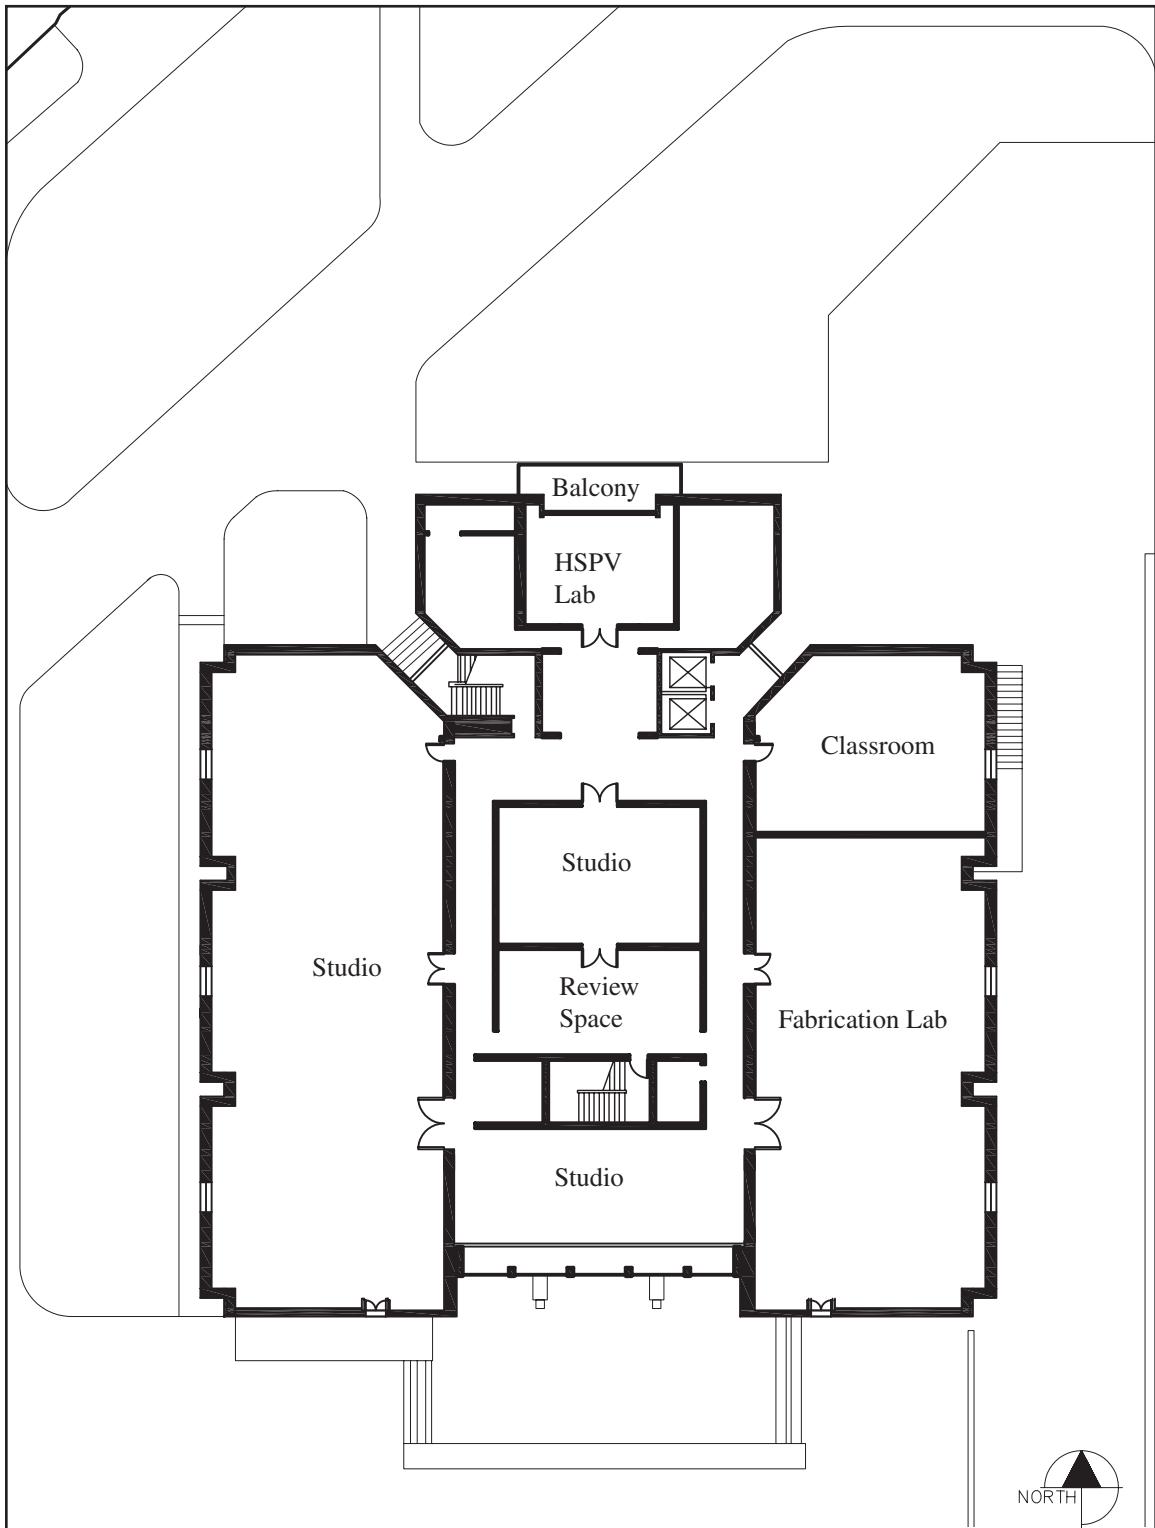 Balcony
HSPV
Lab
Classroom
Studio
Studio
Review
Space
Fabrication Lab
Studio
NORTH